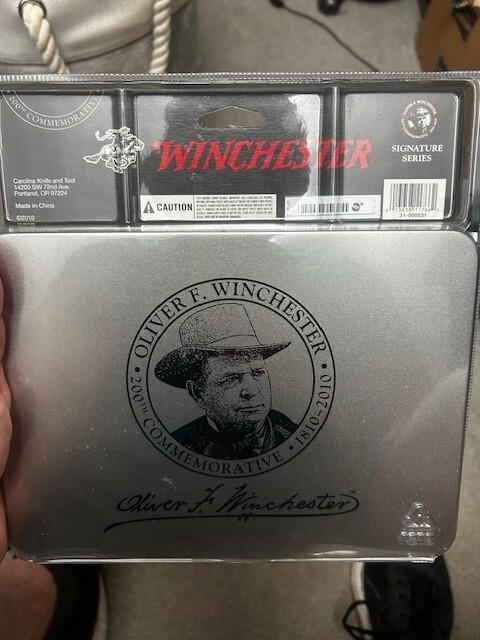 200TH COMMEMORATIVE
WINCHESTER
SIGNATURE
SERIES
Carolina Knife and Tool
14200 SW 72nd Ave.
Portland, OR 97224
Made in China
©2010
CAUTION
31-000531
OLIVER F. WINCHESTER
200TH COMMEMORATIVE • 1810-2010 •
Oliver F. Winchester™